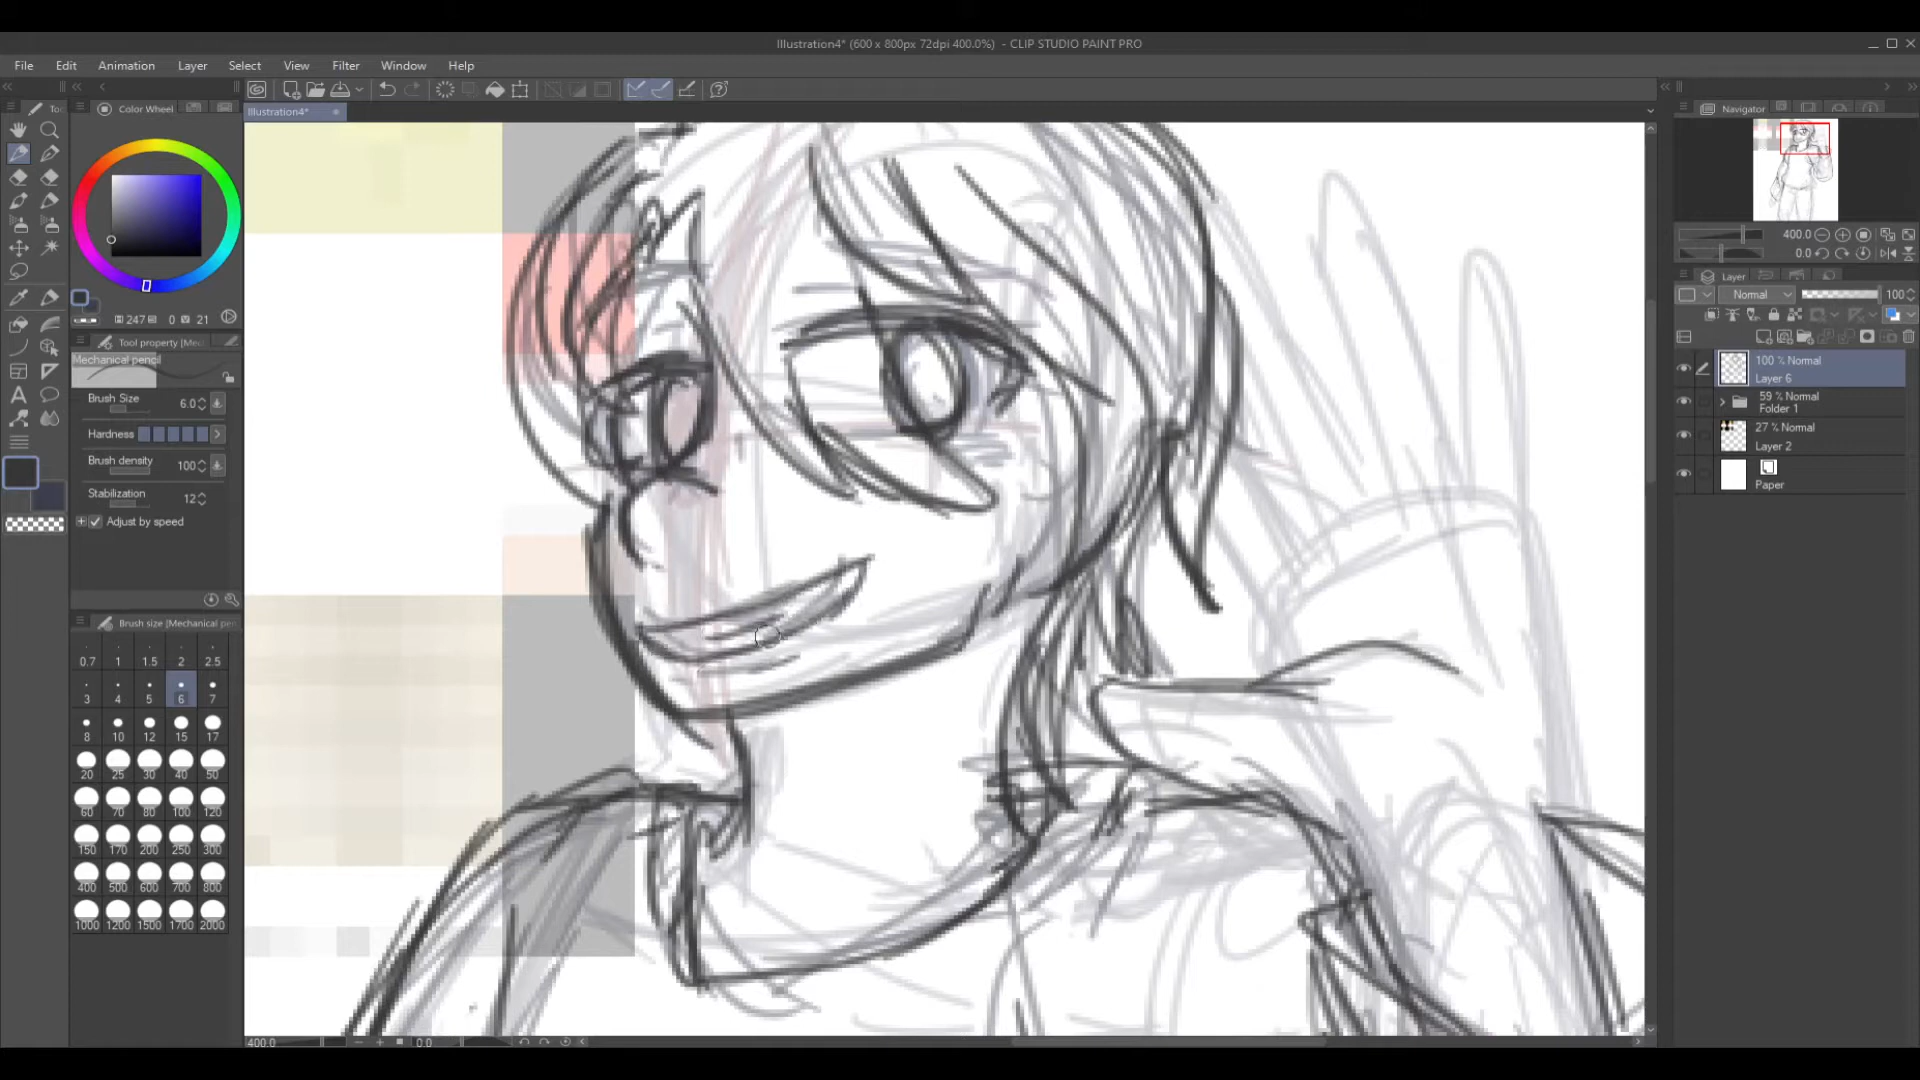 Illustration4* (600 x 800px 72dpi 400.0%) - CLIP STUDIO PAINT PRO
File Edit Animation Layer Select View Filter Window Help
Color Wheel
Illustration4*
Navigator
400.0
0.0
247 0 21
Tool property [Mec
Mechanical pencil
Brush Size 6.0
Hardness
Brush density 100
Stabilization 12
Adjust by speed
Brush size [Mechanical pen
0.7 1 1.5 2 2.5
3 4 5 6 7
8 10 12 15 17
20 25 30 40 50
60 70 80 100 120
150 170 200 250 300
400 500 600 700 800
1000 1200 1500 1700 2000
Layer
Normal 100
100 % Normal
Layer 6
59 % Normal
Folder 1
27 % Normal
Layer 2
Paper
400.0 0.0